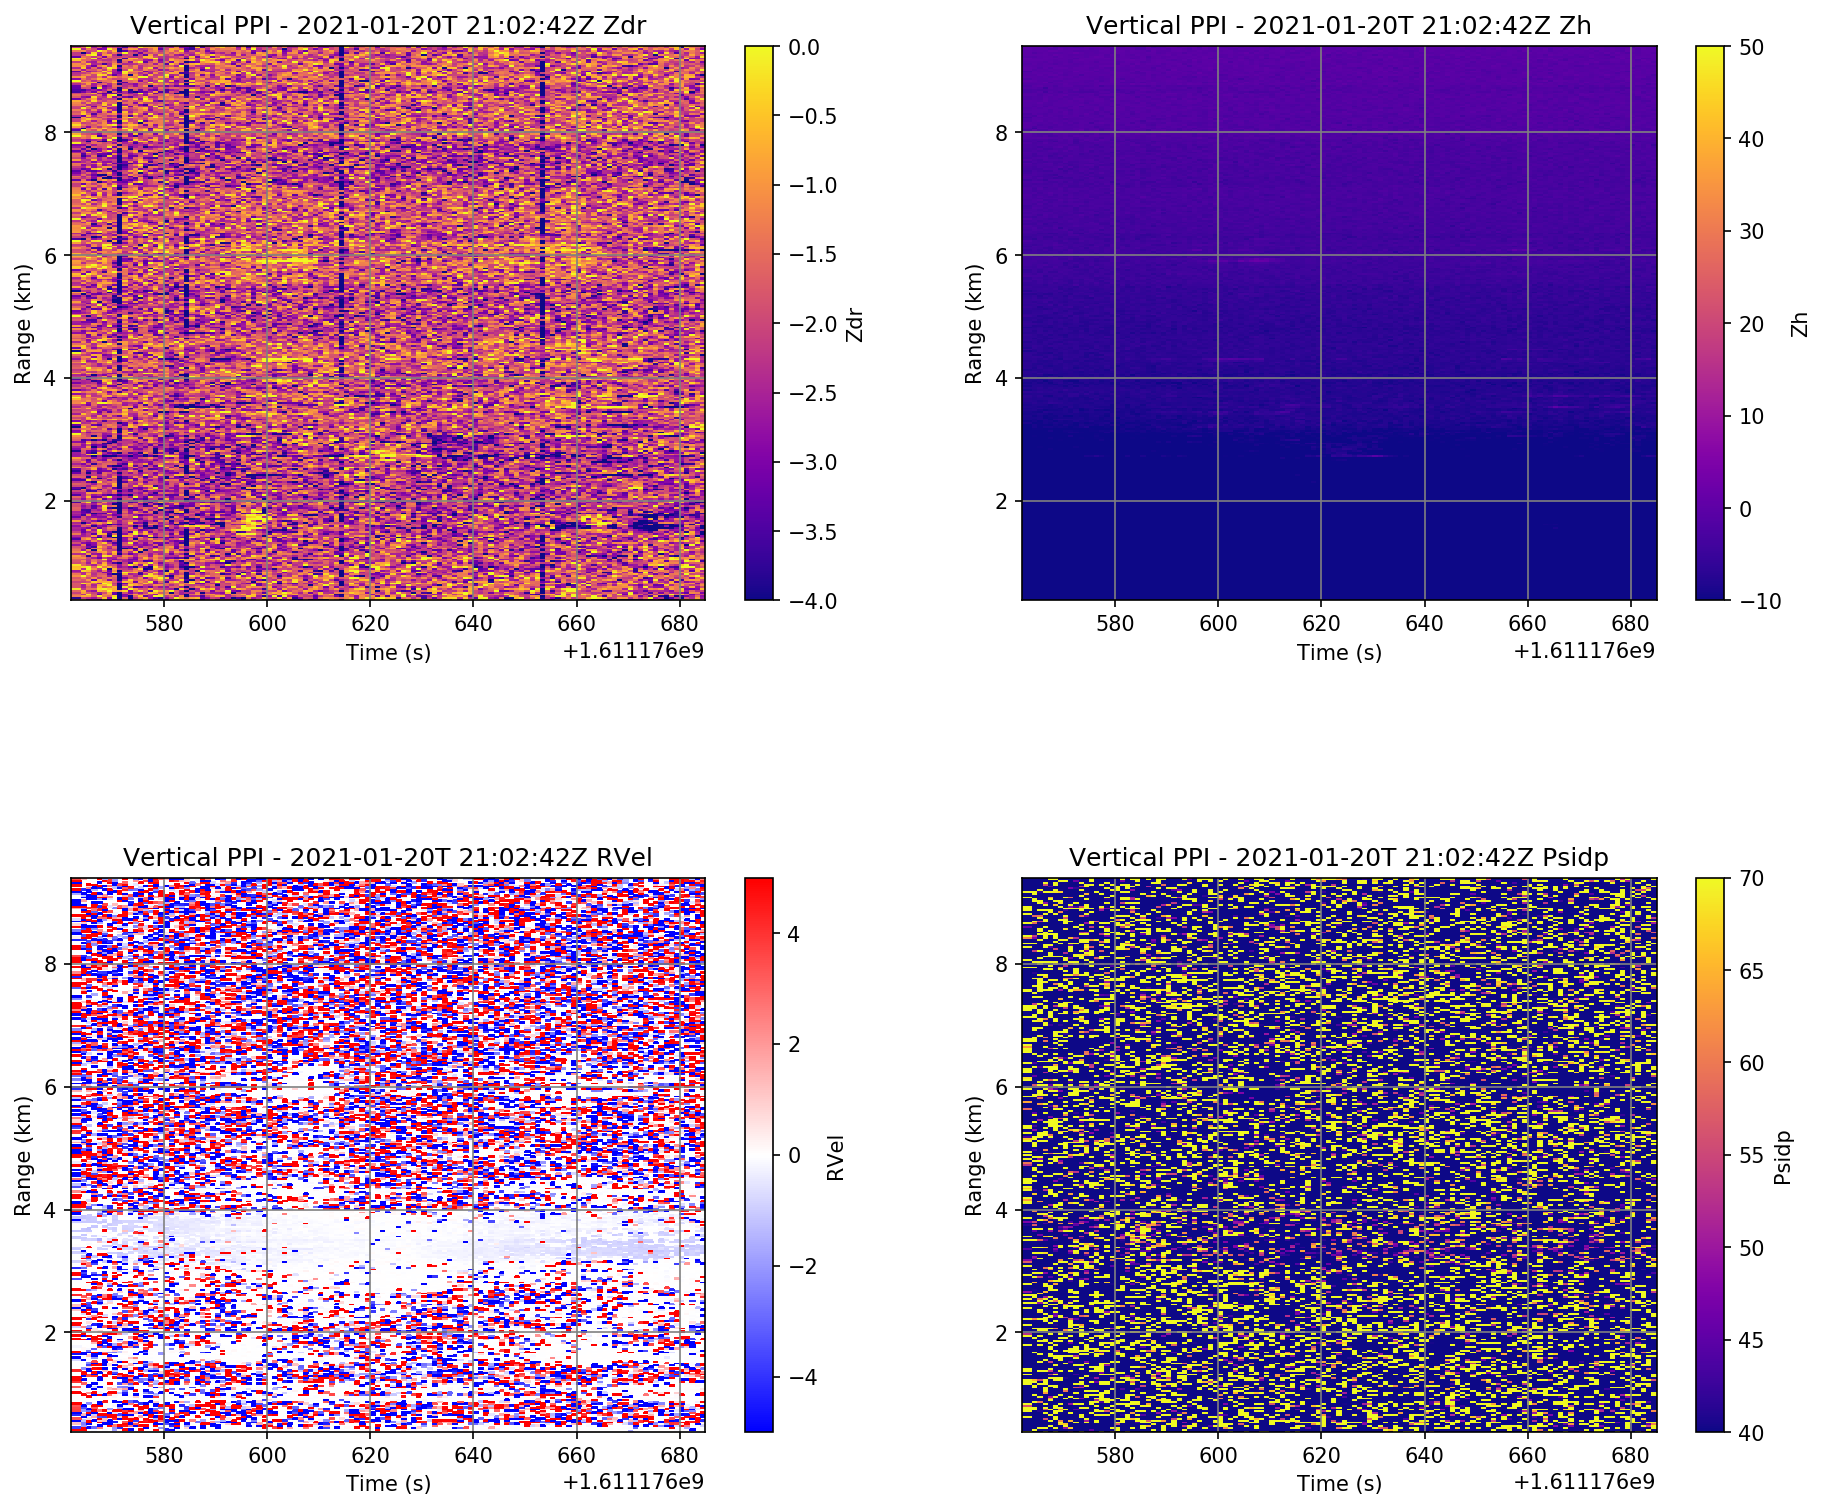 Vertical PPI - 2021-01-20T 21:02:42Z Zdr
Range (km)
8
6
4
2
580 600 620 640 660 680
Time (s)
+1.611176e9
0.0
−0.5
−1.0
−1.5
−2.0
−2.5
−3.0
−3.5
−4.0
Zdr
Vertical PPI - 2021-01-20T 21:02:42Z Zh
Range (km)
8
6
4
2
580 600 620 640 660 680
Time (s)
+1.611176e9
50
40
30
20
10
0
−10
Zh
Vertical PPI - 2021-01-20T 21:02:42Z RVel
Range (km)
8
6
4
2
580 600 620 640 660 680
Time (s)
+1.611176e9
4
2
0
−2
−4
RVel
Vertical PPI - 2021-01-20T 21:02:42Z Psidp
Range (km)
8
6
4
2
580 600 620 640 660 680
Time (s)
+1.611176e9
70
65
60
55
50
45
40
Psidp